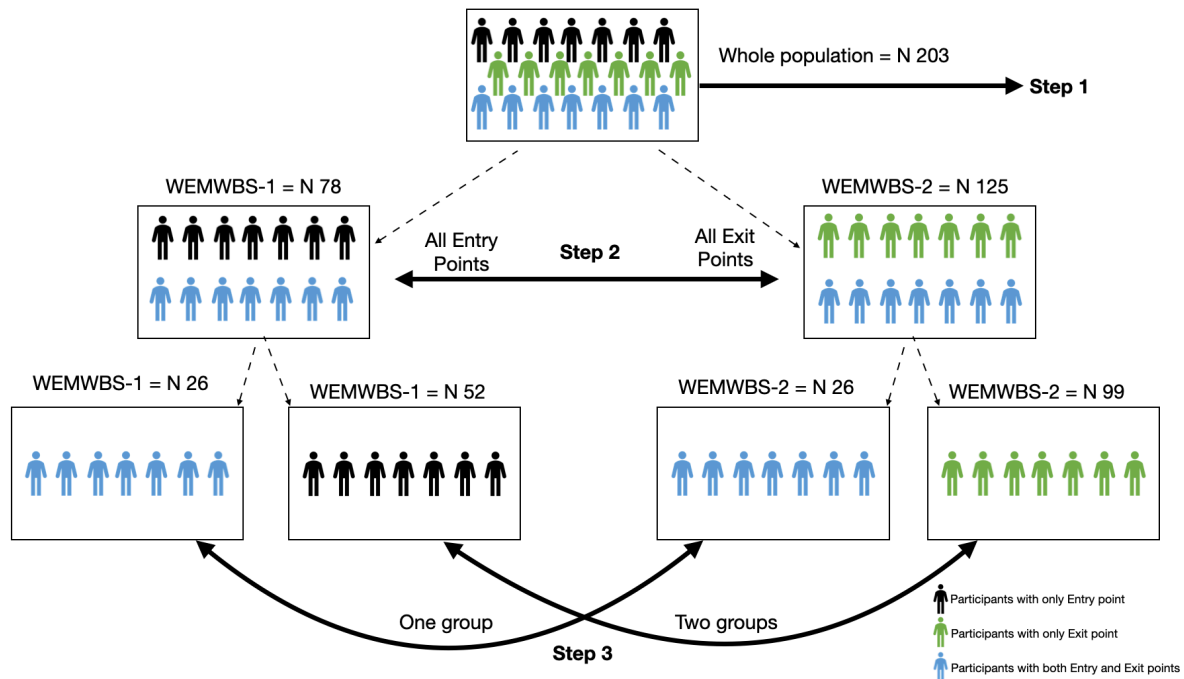 Whole population = N 203
Step 1
WEMWBS-1 = N 78
WEMWBS-2 = N 125
All Entry
Points
Step 2
All Exit
Points
WEMWBS-1 = N 26
WEMWBS-1 = N 52
WEMWBS-2 = N 26
WEMWBS-2 = N 99
One group
Two groups
Step 3
Participants with only Entry point
Participants with only Exit point
Participants with both Entry and Exit points